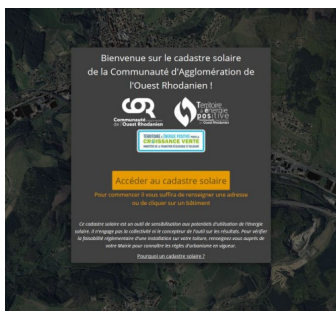 Bienvenue sur le cadastre solaire
de la Communauté d'Agglomération de
l'Ouest Rhodanien !
COR
Communauté
de l'Ouest Rhodanien
Territoire
à énergie
positive
TERRITOIRE à ÉNERGIE POSITIVE POUR LA
CROISSANCE VERTE
Accéder au cadastre solaire
Pour commencer il vous suffira de renseigner une adresse
ou de cliquer sur un bâtiment
Ce cadastre solaire est un outil de sensibilisation aux potentiels d'utilisation de l'énergie
solaire. Il n'engage pas la collectivité ni le concepteur de l'outil sur les résultats. Pour vérifier
la faisabilité réglementaire d'une installation sur votre toiture, renseignez vous auprès de
votre Mairie pour connaître les règles d'urbanisme en vigueur.
Pourquoi un cadastre solaire ?